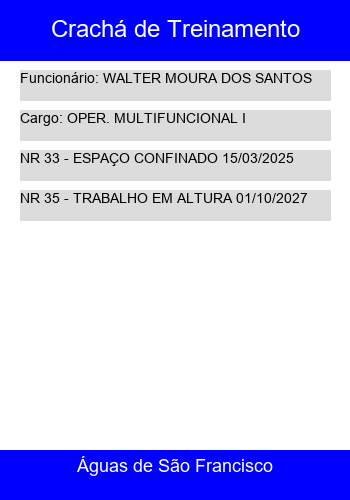 Crachá de Treinamento
Funcionário: WALTER MOURA DOS SANTOS
Cargo: OPER. MULTIFUNCIONAL I
NR 33 - ESPAÇO CONFINADO 15/03/2025
NR 35 - TRABALHO EM ALTURA 01/10/2027
Águas de São Francisco